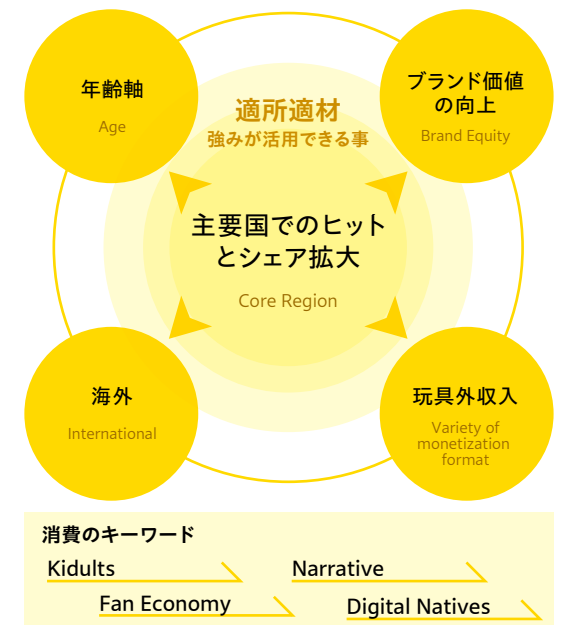 年齢軸
Age
ブランド価値
の向上
Brand Equity
適所適材
強みが活用できる事
主要国でのヒット
とシェア拡大
Core Region
海外
International
玩具外収入
Variety of
monetization
format
消費のキーワード
Kidults
Narrative
Fan Economy
Digital Natives